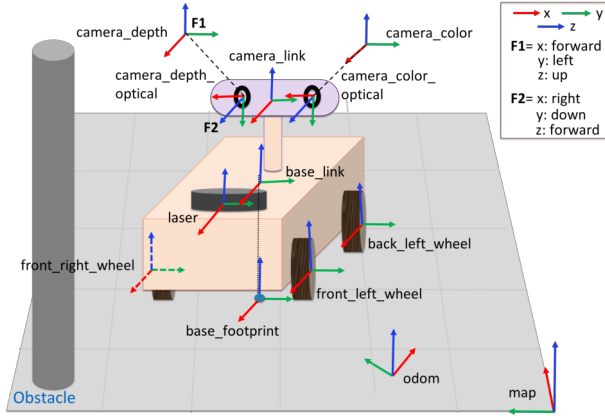 camera_depth
F1
camera_link
camera_color
camera_depth_
optical
camera_color_
optical
F2
x
y
z
F1= x: forward
y: left
z: up
F2= x: right
y: down
z: forward
base_link
laser
back_left_wheel
front_right_wheel
front_left_wheel
base_footprint
odom
map
Obstacle